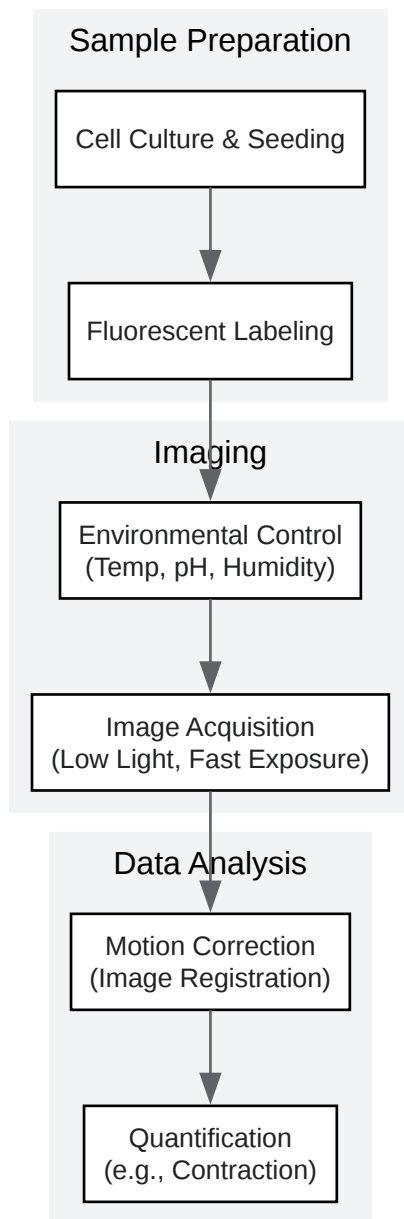 Sample Preparation
Cell Culture & Seeding
Fluorescent Labeling
Imaging
Environmental Control
(Temp, pH, Humidity)
Image Acquisition
(Low Light, Fast Exposure)
Data Analysis
Motion Correction
(Image Registration)
Quantification
(e.g., Contraction)